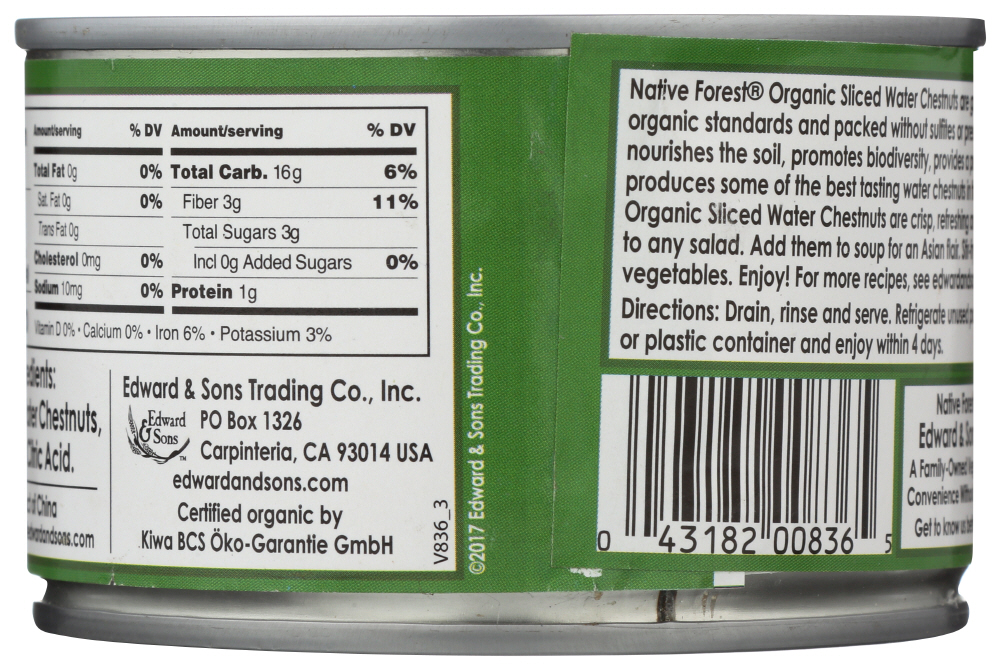 Amount/serving % DV
Total Fat 0g 0%
Sat. Fat 0g 0%
Trans Fat 0g
Cholesterol 0mg 0%
Sodium 10mg 0%
Amount/serving % DV
Total Carb. 16g 6%
Fiber 3g 11%
Total Sugars 3g
Incl 0g Added Sugars 0%
Protein 1g
Vitamin D 0% • Calcium 0% • Iron 6% • Potassium 3%
Chestnuts,
Acid.
of China
Edward & Sons Trading Co., Inc.
Edward
& Sons
TM
PO Box 1326
Carpinteria, CA 93014 USA
edwardandsons.com
Certified organic by
Kiwa BCS Öko-Garantie GmbH
V836_3
©2017 Edward & Sons Trading Co., Inc.
Native Forest® Organic Sliced Water Chestnuts are
organic standards and packed without sulfites or
nourishes the soil, promotes biodiversity, provides
produces some of the best tasting water chestnuts
Organic Sliced Water Chestnuts are crisp, refreshing
to any salad. Add them to soup for an Asian flair.
vegetables. Enjoy! For more recipes, see
Directions: Drain, rinse and serve. Refrigerate unused
or plastic container and enjoy within 4 days.
0 43182 00836 5
Native
Edward &
A Family-Owned
Convenience
Get to know us